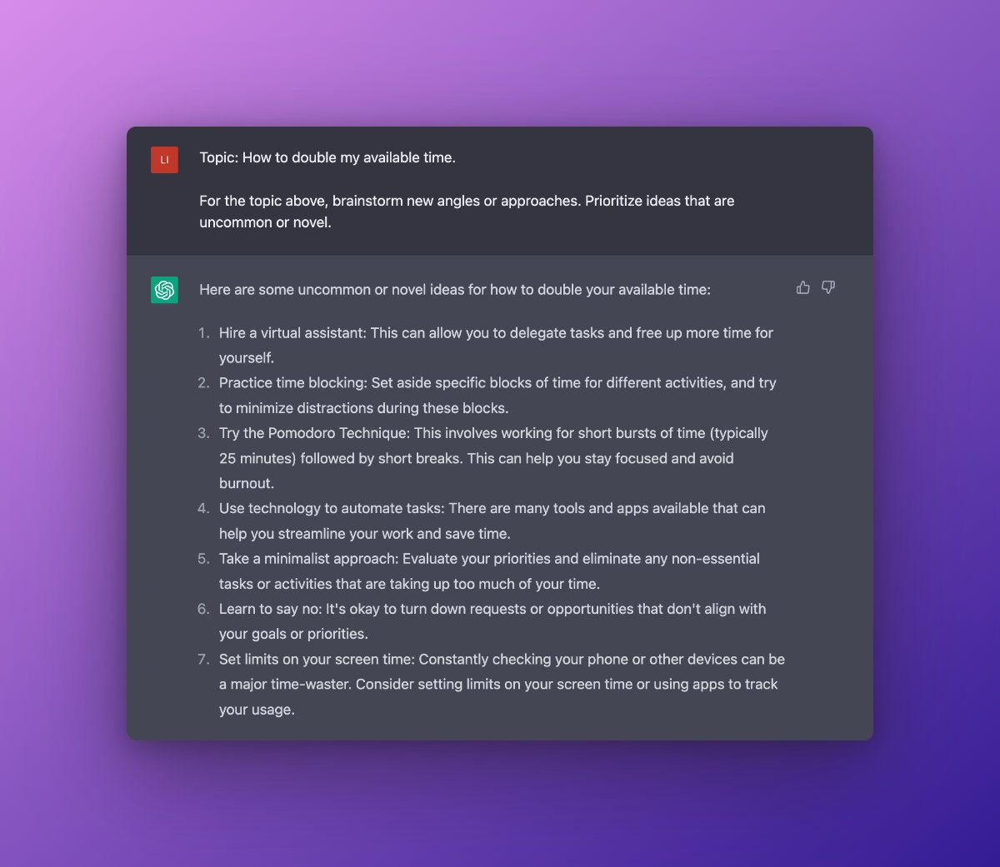 LI
Topic: How to double my available time.
For the topic above, brainstorm new angles or approaches. Prioritize ideas that are
uncommon or novel.
Here are some uncommon or novel ideas for how to double your available time:
1. Hire a virtual assistant: This can allow you to delegate tasks and free up more time for
yourself.
2. Practice time blocking: Set aside specific blocks of time for different activities, and try
to minimize distractions during these blocks.
3. Try the Pomodoro Technique: This involves working for short bursts of time (typically
25 minutes) followed by short breaks. This can help you stay focused and avoid
burnout.
4. Use technology to automate tasks: There are many tools and apps available that can
help you streamline your work and save time.
5. Take a minimalist approach: Evaluate your priorities and eliminate any non-essential
tasks or activities that are taking up too much of your time.
6. Learn to say no: It's okay to turn down requests or opportunities that don't align with
your goals or priorities.
7. Set limits on your screen time: Constantly checking your phone or other devices can be
a major time-waster. Consider setting limits on your screen time or using apps to track
your usage.